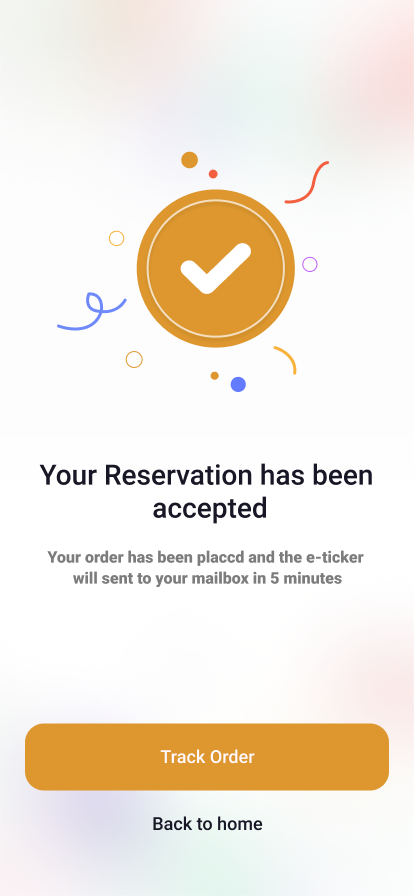 Your Reservation has been
accepted
Your order has been placcd and the e-ticker
will sent to your mailbox in 5 minutes
Track Order
Back to home